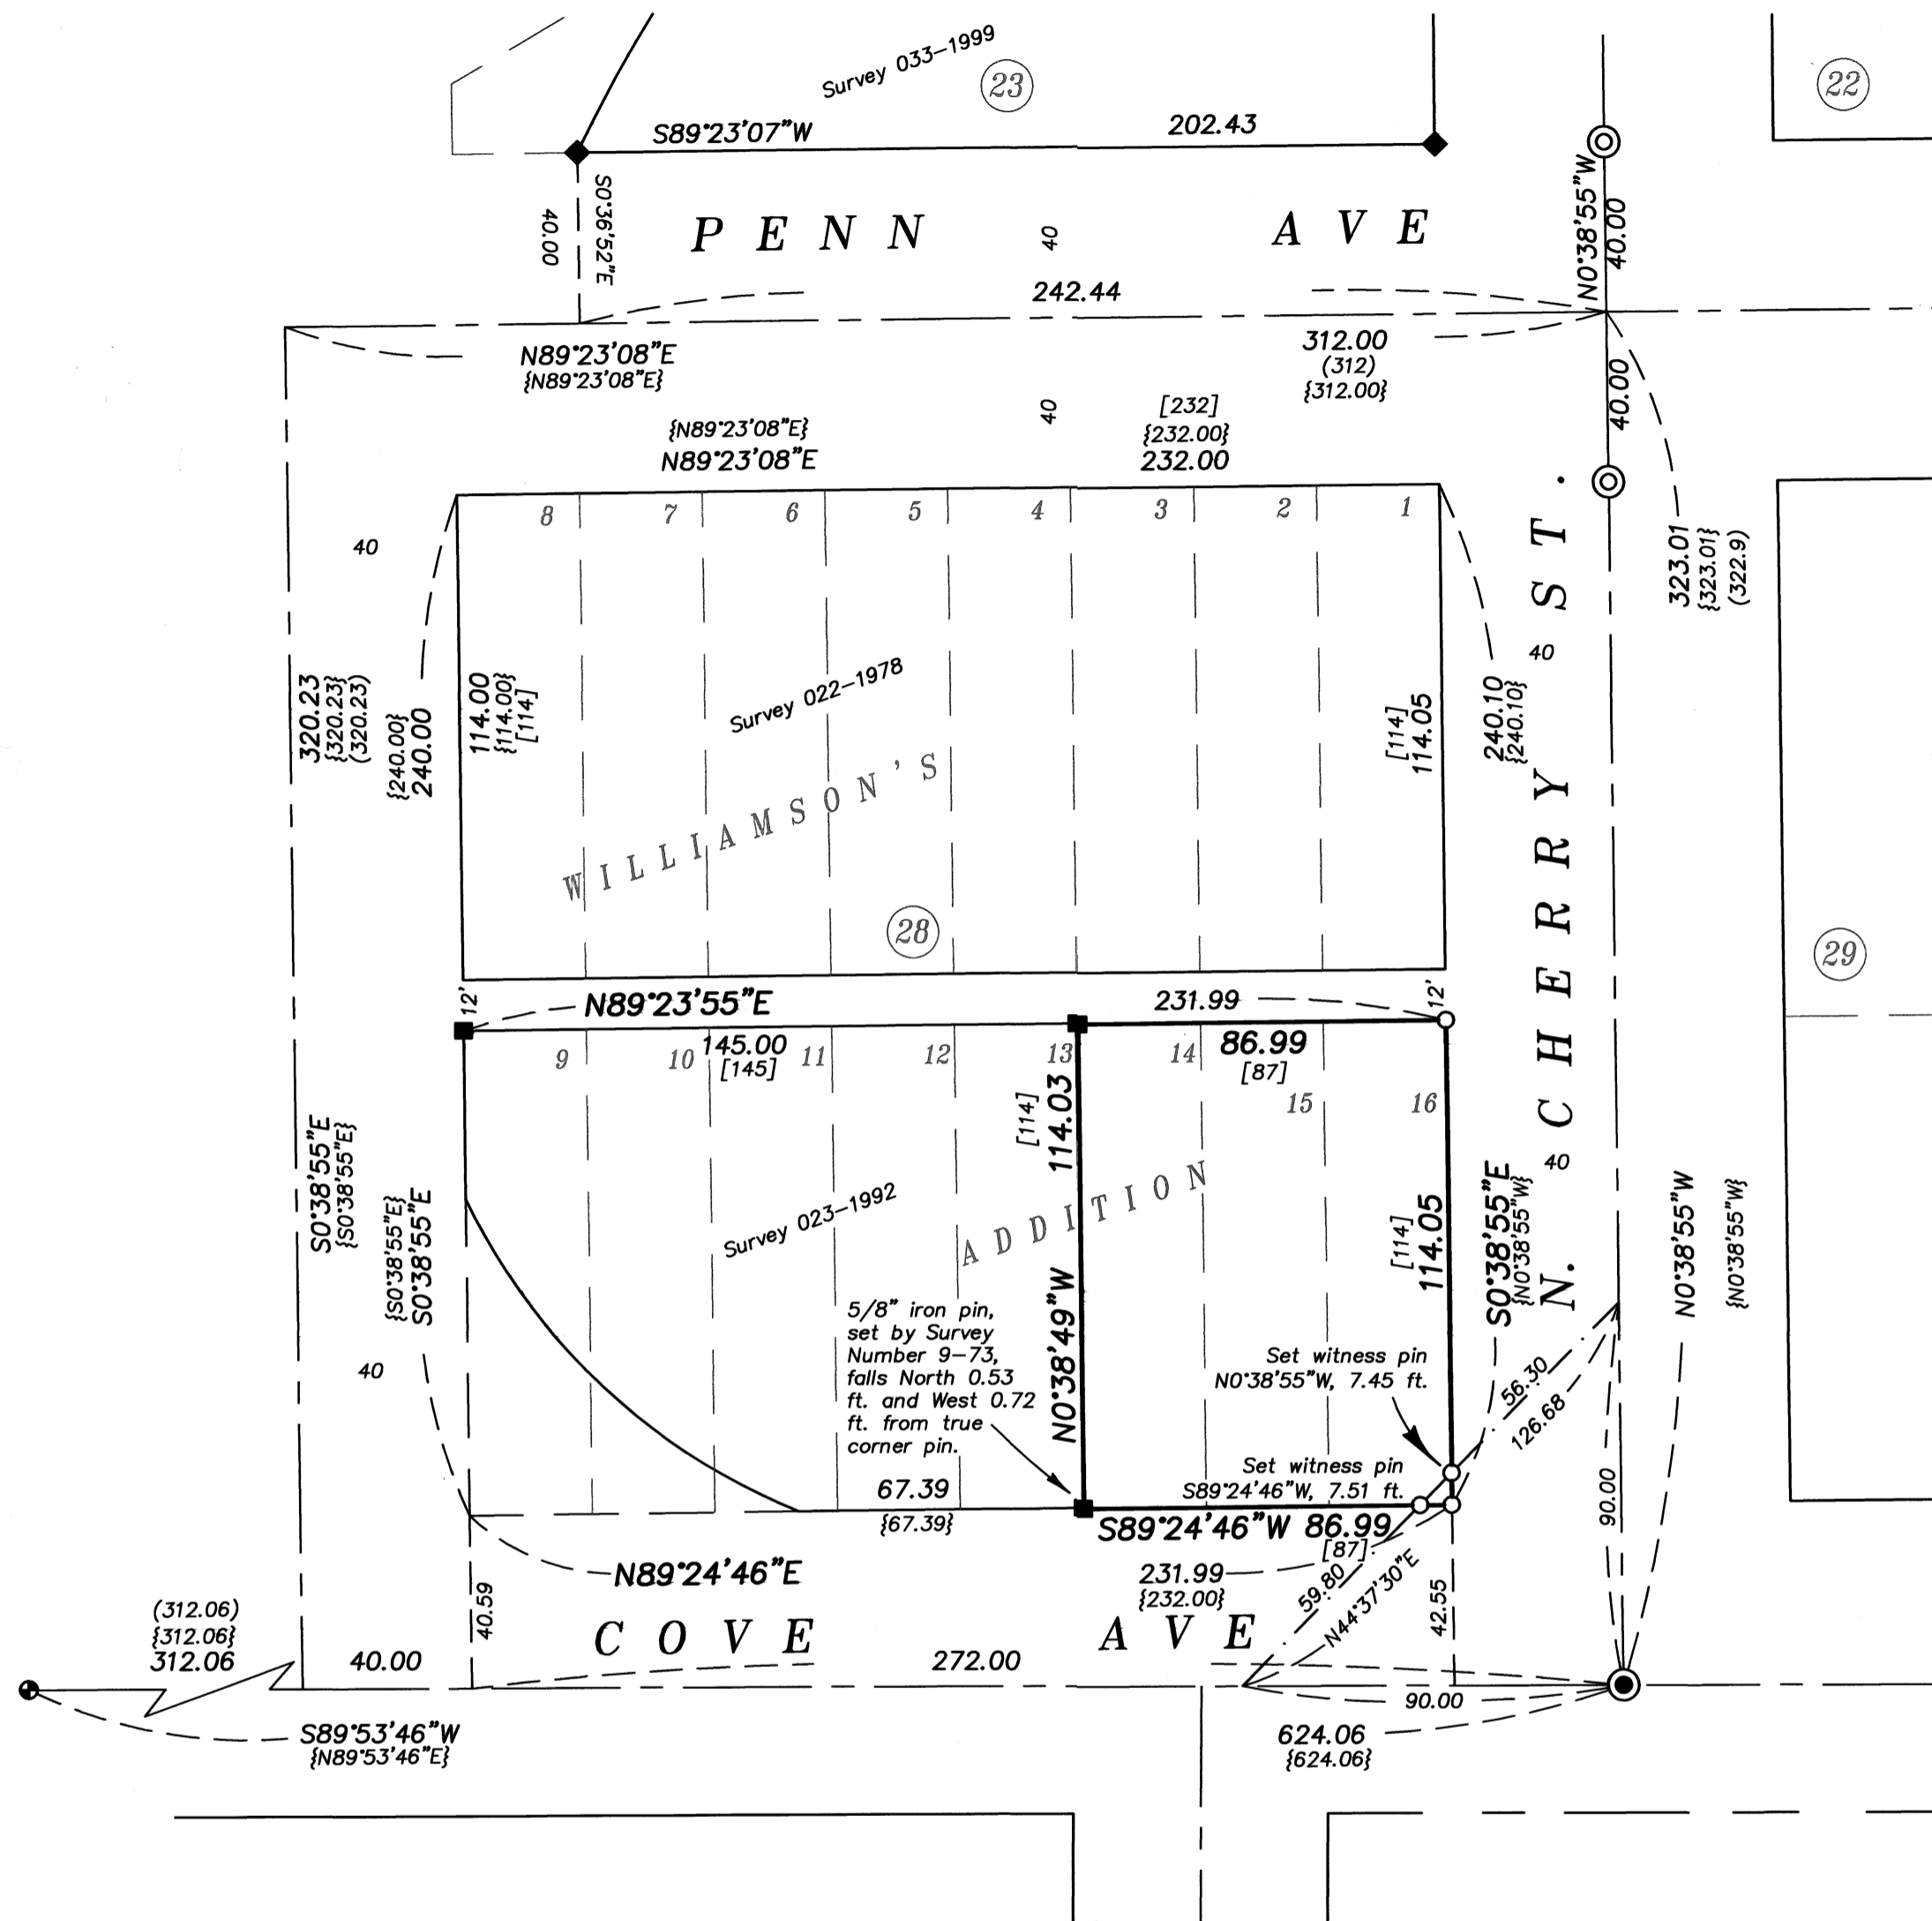 Survey 033–1999
23
22
S89°23'07"W
202.43
40.00
S0°36'52"E
PENN AVE
40
N0°38'55"W
40.00
242.44
N89°23'08"E
{N89°23'08"E}
312.00
(312)
{312.00}
40.00
{N89°23'08"E}
N89°23'08"E
40
[232]
{232.00}
232.00
8
7
6
5
4
3
2
1
40
323.01
{323.01}
(322.9)
N. CHERRY ST.
40
320.23
{320.23}
(320.23)
{240.00}
240.00
114.00
{114.00}
[114]
Survey 022–1978
[114]
114.05
240.10
{240.10}
WILLIAMSON'S
28
29
12'
N89°23'55"E
231.99
12'
9
10
145.00
[145]
11
12
13
14
86.99
[87]
15
16
[114]
114.03
S0°38'55"E
{S0°38'55"E}
{S0°38'55"E}
S0°38'55"E
Survey 023–1992
ADDITION
[114]
114.05
S0°38'55"E
{N0°38'55"W}
40
N0°38'55"W
{N0°38'55"W}
40
5/8" iron pin,
set by Survey
Number 9–73,
falls North 0.53
ft. and West 0.72
ft. from true
corner pin.
N0°38'49"W
Set witness pin
N0°38'55"W, 7.45 ft.
56.30
126.68
Set witness pin
S89°24'46"W, 7.51 ft.
90.00
67.39
{67.39}
S89°24'46"W 86.99
[87]
N89°24'46"E
231.99
{232.00}
59.80
N44°37'30"E
42.55
40.59
(312.06)
{312.06}
312.06
40.00
COVE AVE
272.00
90.00
S89°53'46"W
{N89°53'46"E}
624.06
{624.06}